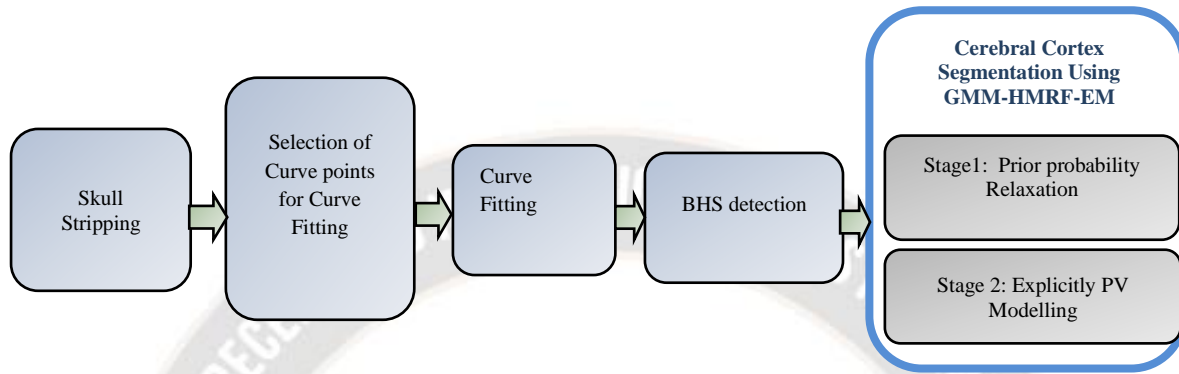 Skull
Stripping
Selection of
Curve points
for Curve
Fitting
Curve
Fitting
BHS detection
Cerebral Cortex
Segmentation Using
GMM-HMRF-EM
Stage1: Prior probability
Relaxation
Stage 2: Explicitly PV
Modelling